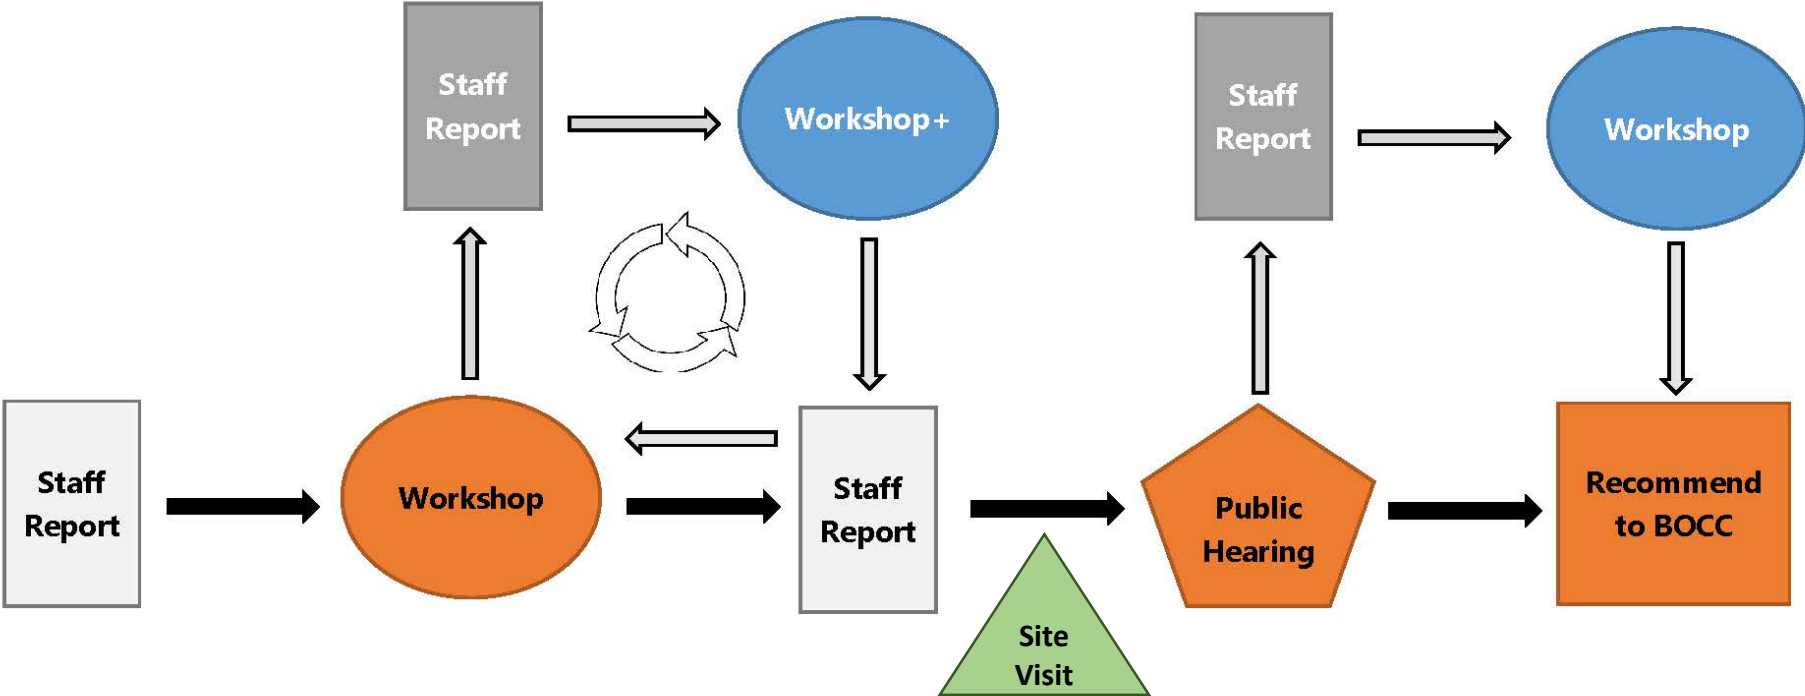 Staff
Report
Workshop+
Staff
Report
Workshop
Staff
Report
Workshop
Staff
Report
Public
Hearing
Recommend
to BOCC
Site
Visit